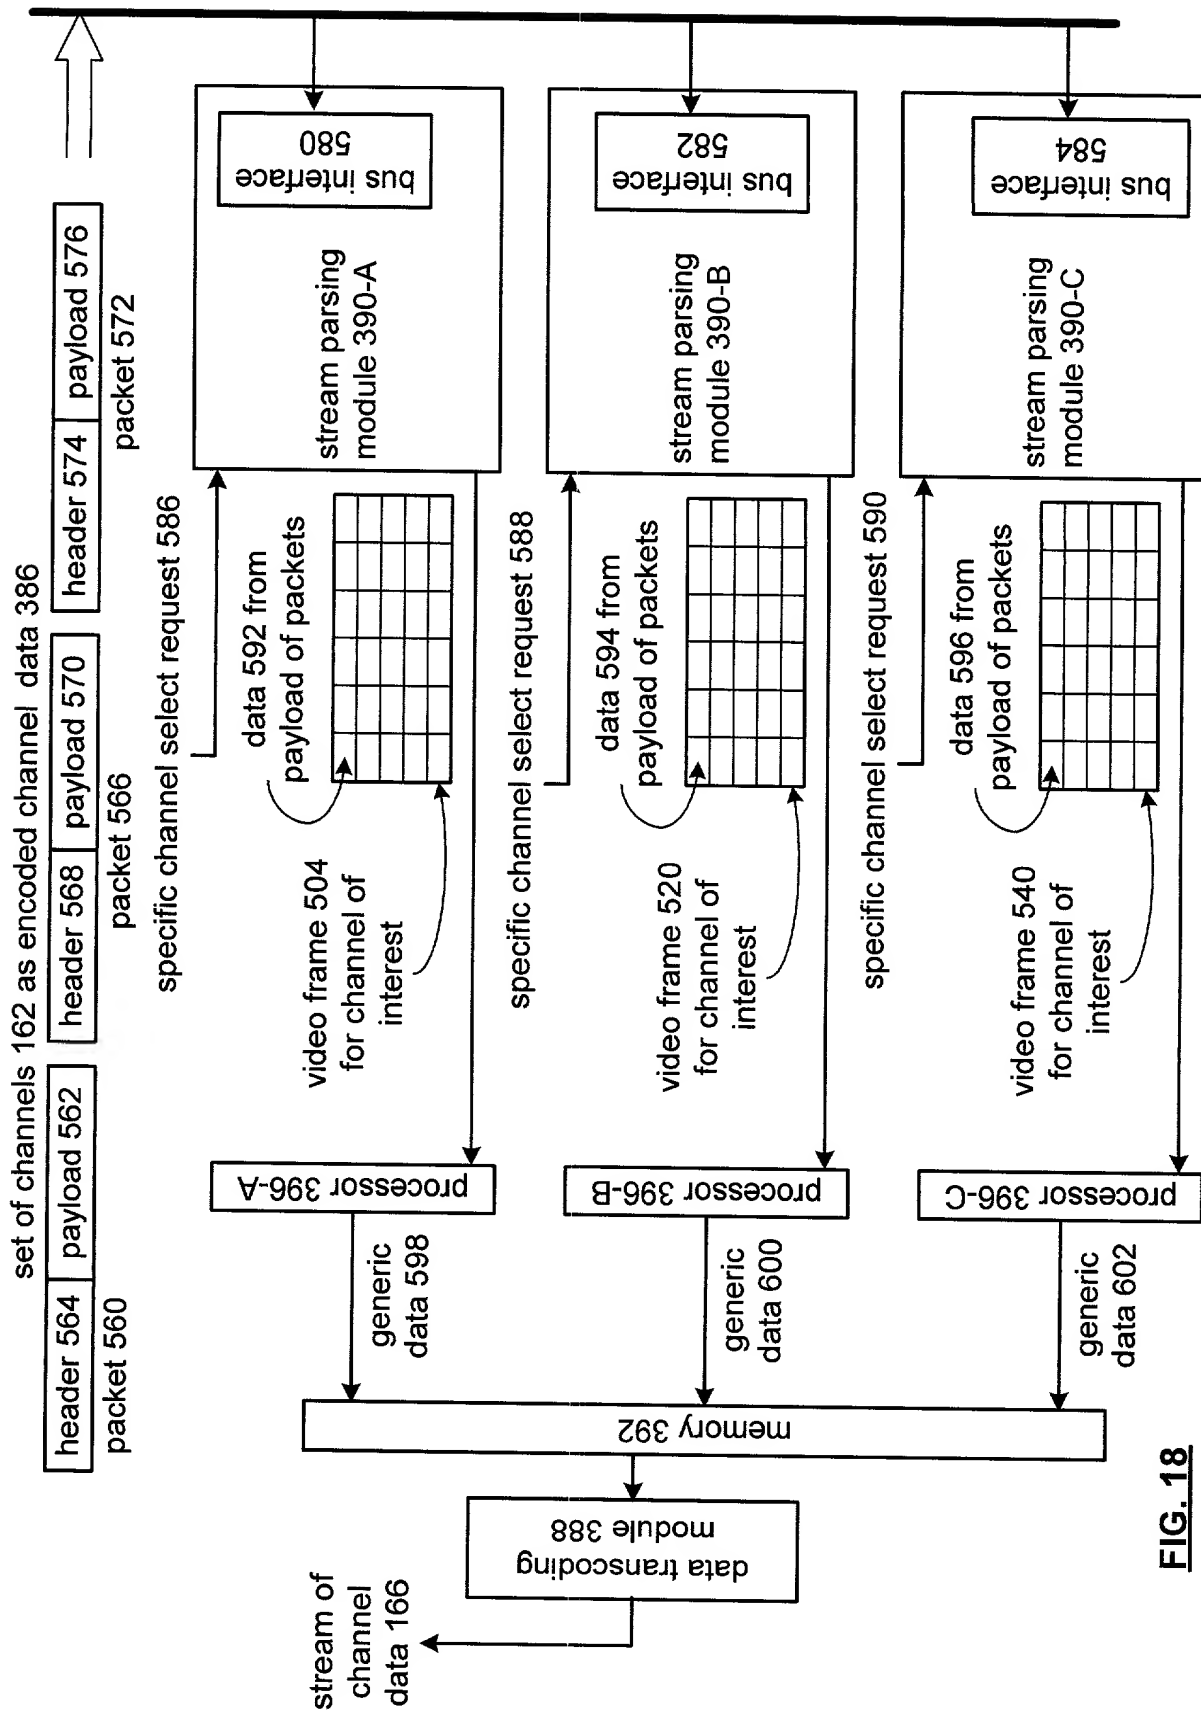 set of channels 162 as encoded channel data 386
header 564
payload 562
packet 560
header 568
payload 570
packet 566
header 574
payload 576
packet 572
specific channel select request 586
data 592 from
payload of packets
video frame 504
for channel of
interest
stream parsing
module 390-A
bus interface
580
processor 396-A
generic
data 598
specific channel select request 588
data 594 from
payload of packets
video frame 520
for channel of
interest
stream parsing
module 390-B
bus interface
582
processor 396-B
generic
data 600
specific channel select request 590
data 596 from
payload of packets
video frame 540
for channel of
interest
stream parsing
module 390-C
bus interface
584
processor 396-C
generic
data 602
memory 392
data transcoding
module 388
stream of
channel
data 166
FIG. 18